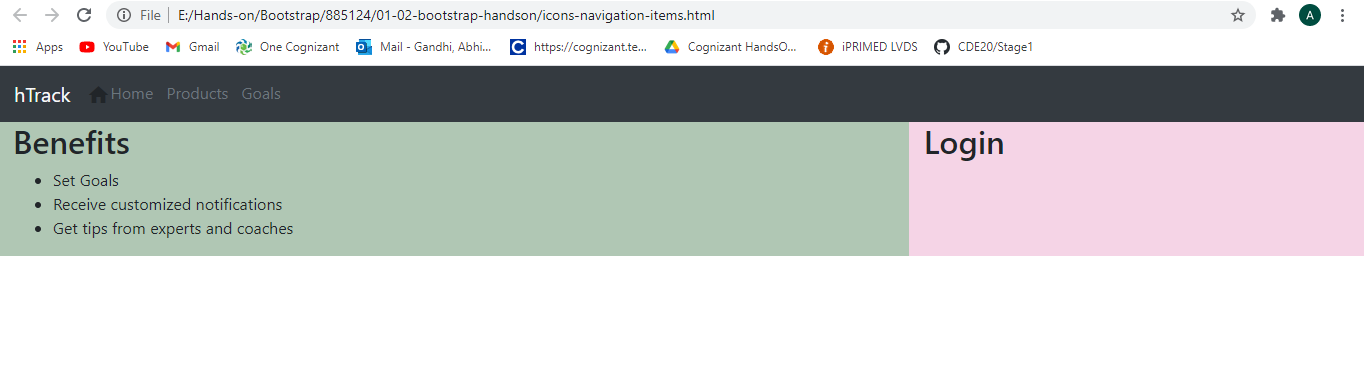 File E:/Hands-on/Bootstrap/885124/01-02-bootstrap-handson/icons-navigation-items.html A
Apps YouTube Gmail One Cognizant Mail - Gandhi, Abhi... https://cognizant.te... Cognizant HandsO... iPRIMED LVDS CDE20/Stage1
hTrack Home Products Goals
Benefits Login
Set Goals
Receive customized notifications
Get tips from experts and coaches